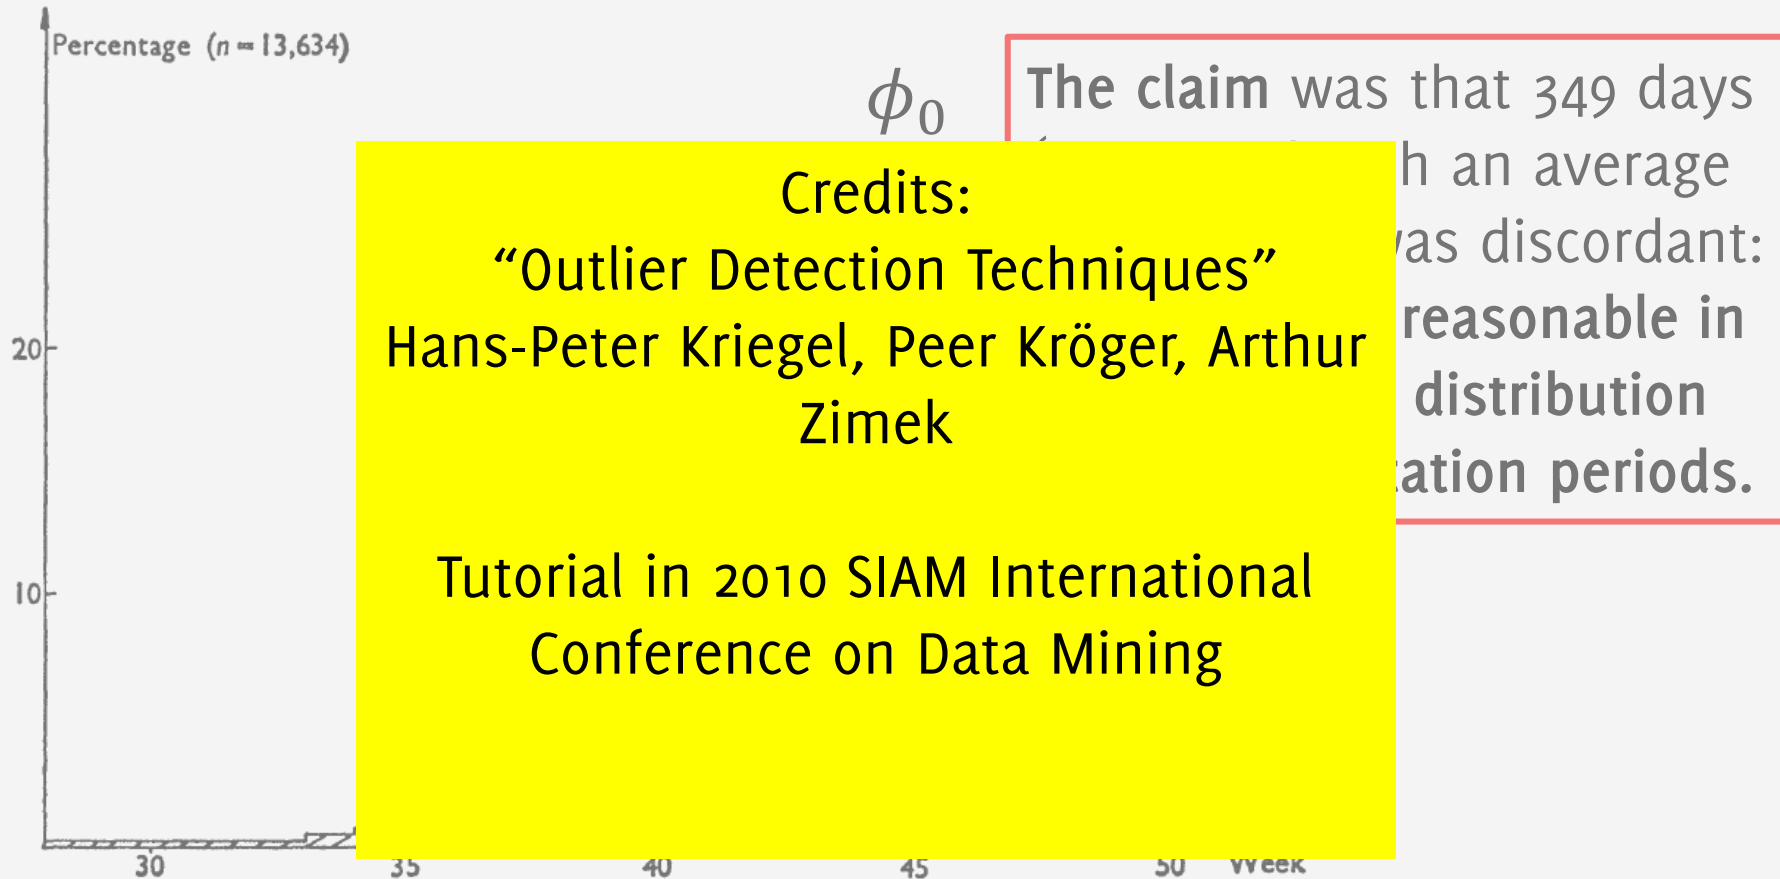 Percentage (n = 13,634)
ϕ0
The claim was that 349 days
an average
discordant:
reasonable in
distribution
periods.
Credits:
“Outlier Detection Techniques”
Hans-Peter Kriegel, Peer Kröger, Arthur
Zimek
Tutorial in 2010 SIAM International
Conference on Data Mining
20
10
30 35 40 45 50 Week